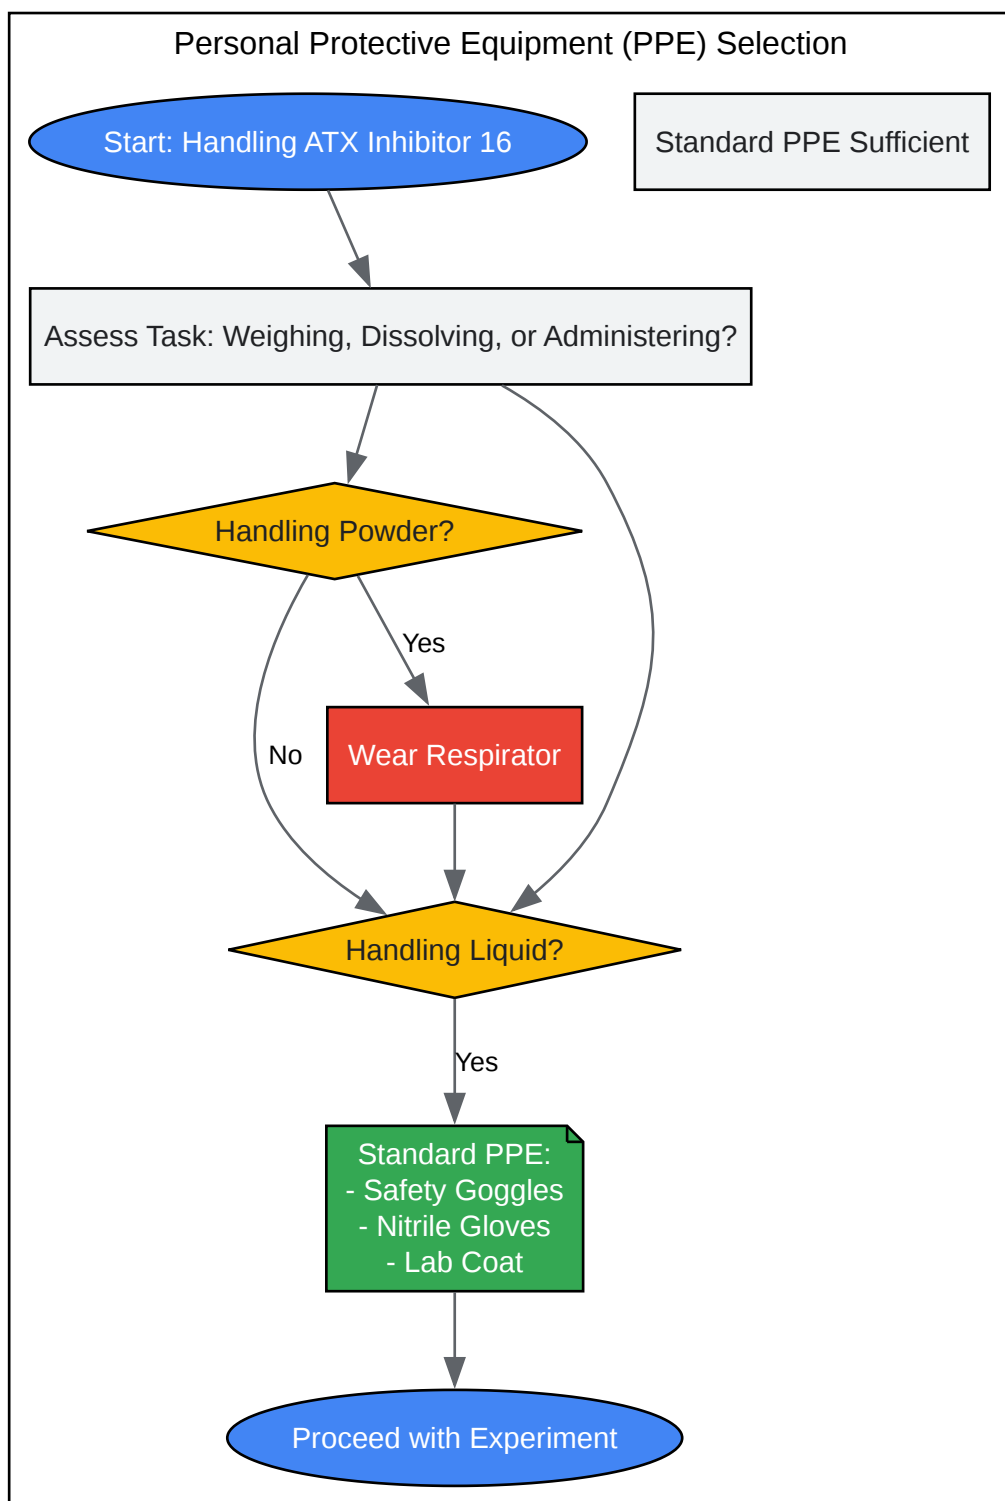 Personal Protective Equipment (PPE) Selection
Start: Handling ATX Inhibitor 16
Standard PPE Sufficient
Assess Task: Weighing, Dissolving, or Administering?
Handling Powder?
Yes
No
Wear Respirator
Handling Liquid?
Yes
Standard PPE:
- Safety Goggles
- Nitrile Gloves
- Lab Coat
Proceed with Experiment